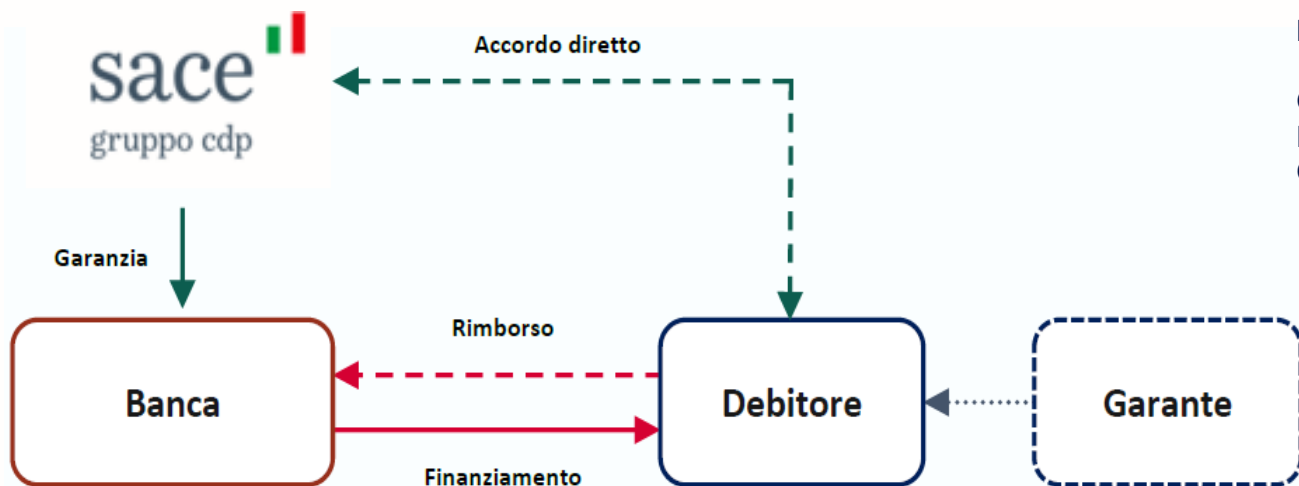 Accordo diretto
sace
gruppo cdp
Garanzia
Rimborso
Banca
Debitore
Garante
Finanziamento